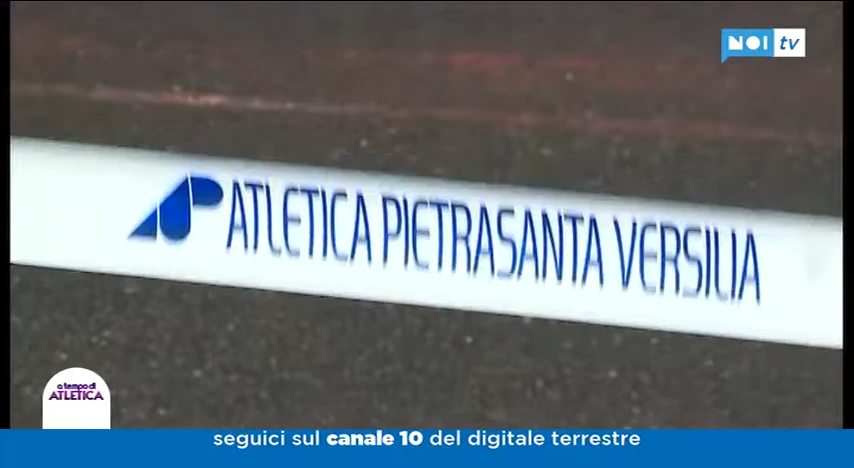 NOI tv
ATLETICA PIETRASANTA VERSILIA
a tempo di
ATLETICA
seguici sul canale 10 del digitale terrestre